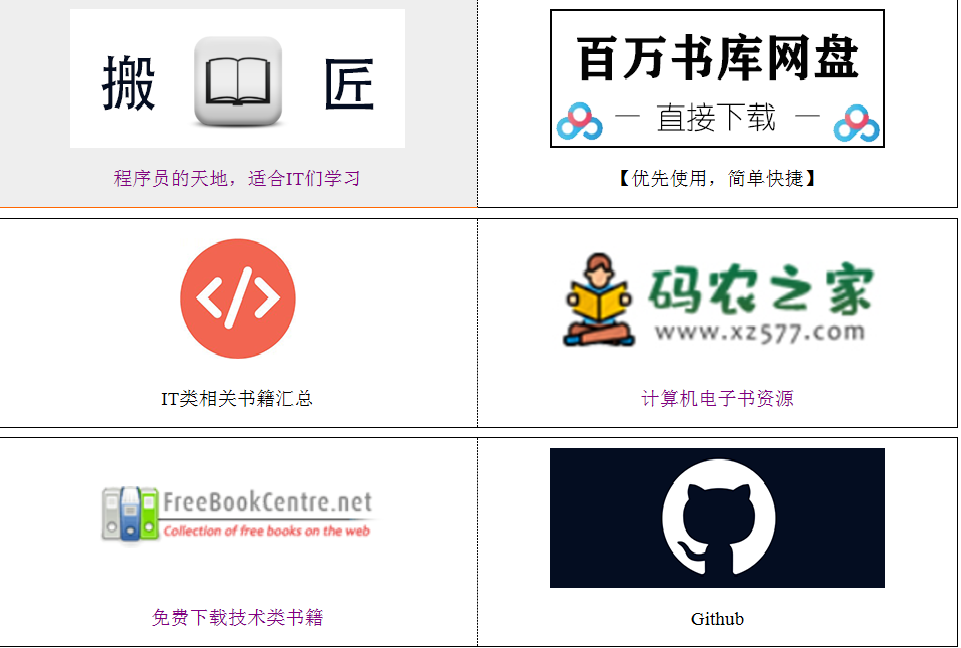 搬 匠
程序员的天地，适合IT们学习
百万书库网盘
直接下载
【优先使用，简单快捷】
</>
IT类相关书籍汇总
码农之家
www.xz577.com
计算机电子书资源
FreeBookCentre.net
Collection of free books on the web
免费下载技术类书籍
Github